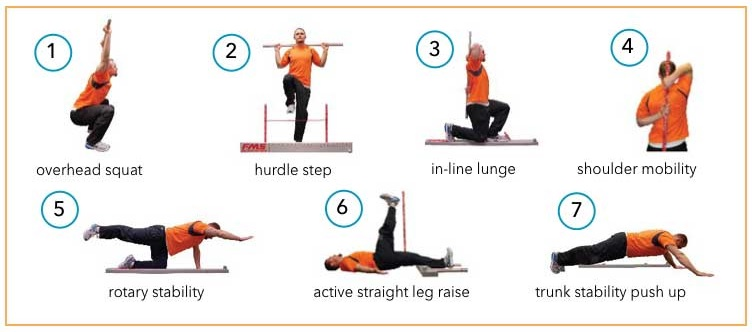 1
2
3
4
FMS
overhead squat
hurdle step
in-line lunge
shoulder mobility
5
6
7
rotary stability
active straight leg raise
trunk stability push up